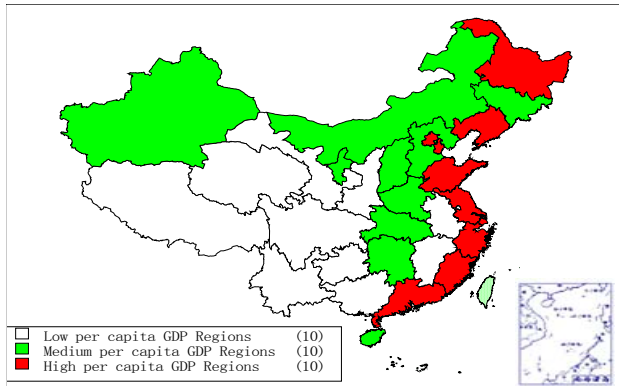 Low per capita GDP Regions (10)
Medium per capita GDP Regions (10)
High per capita GDP Regions (10)